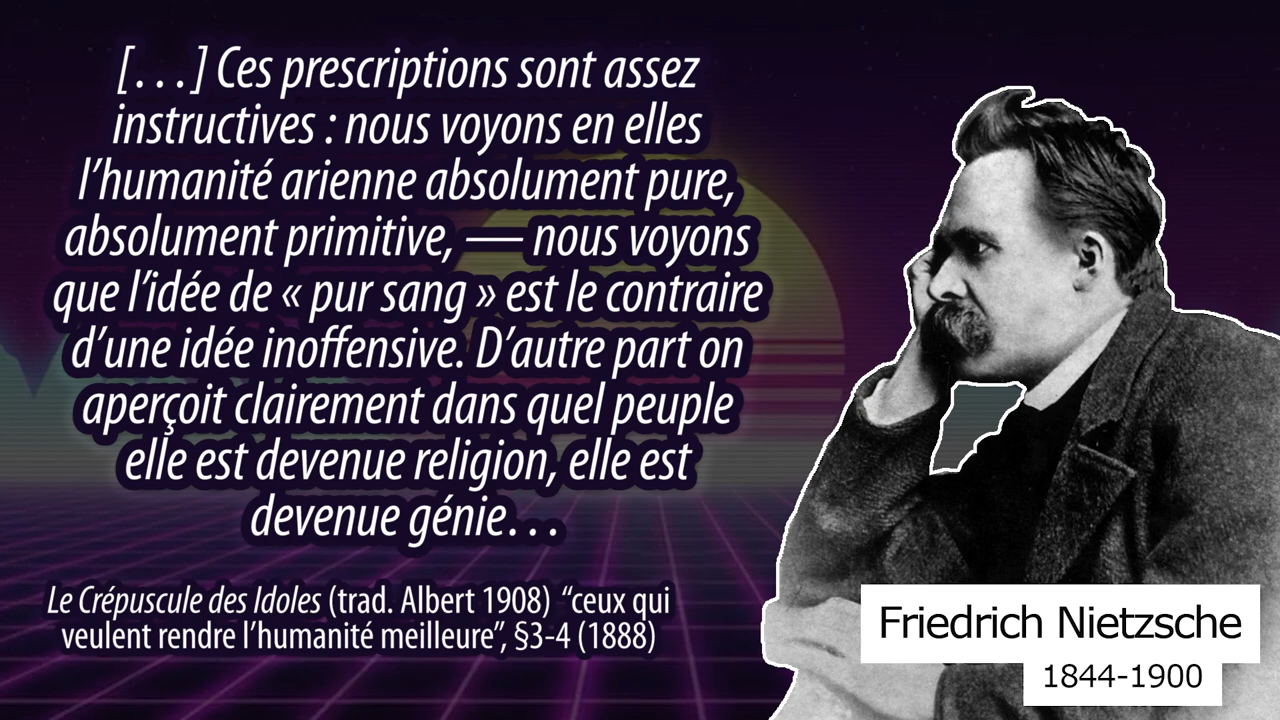 […] Ces prescriptions sont assez
instructives : nous voyons en elles
l’humanité arienne absolument pure,
absolument primitive, — nous voyons
que l’idée de « pur sang » est le contraire
d’une idée inoffensive. D’autre part on
aperçoit clairement dans quel peuple
elle est devenue religion, elle est
devenue génie…
Le Crépuscule des Idoles (trad. Albert 1908) “ceux qui
veulent rendre l’humanité meilleure”, §3-4 (1888)
Friedrich Nietzsche
1844-1900